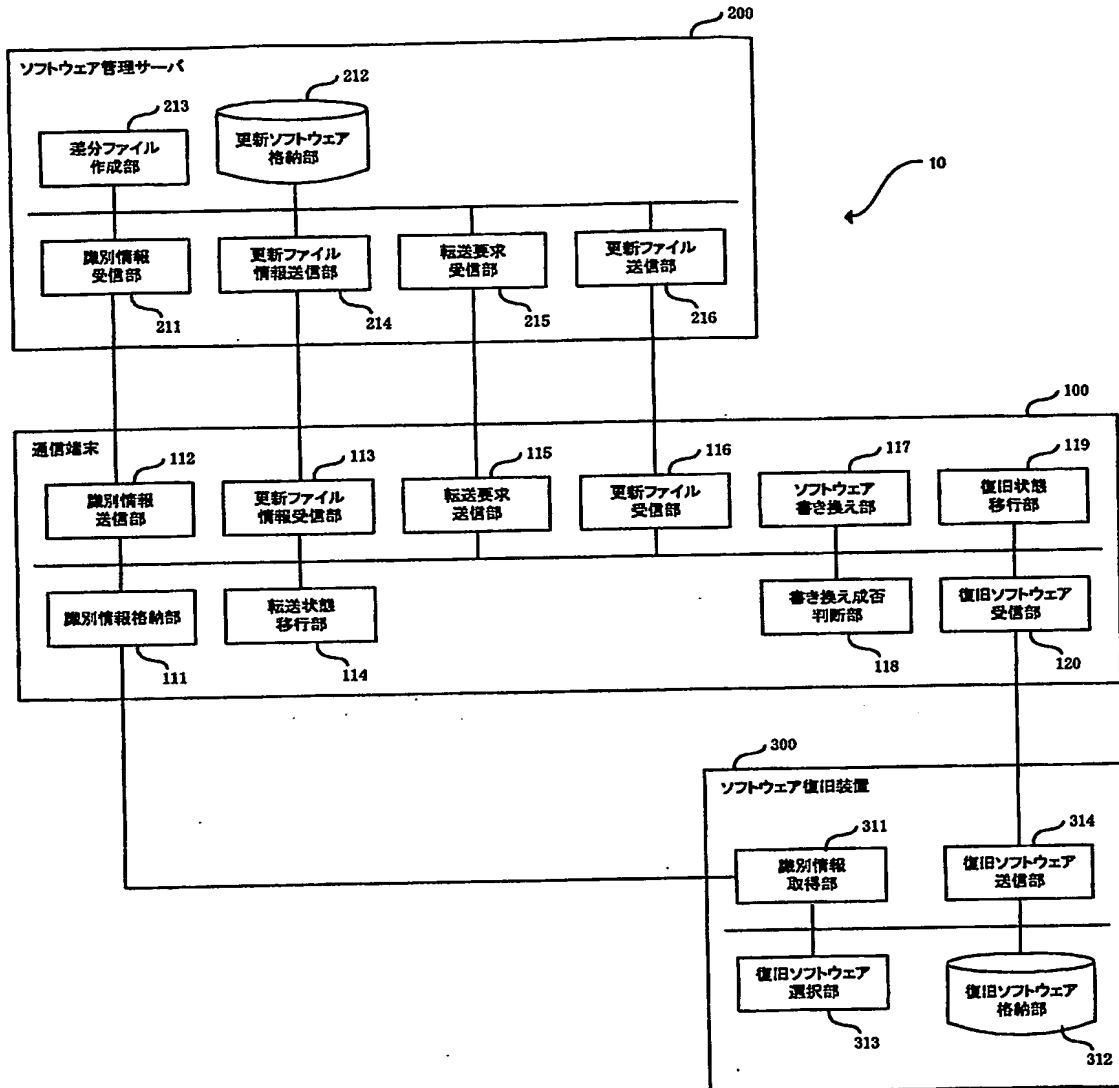 200
ソフトウェア管理サーバ
213
212
差分ファイル
作成部
更新ソフトウェア
格納部
10
識別情報
受信部
更新ファイル
情報送信部
転送要求
受信部
更新ファイル
送信部
211
214
215
216
100
通信端末
112
113
115
116
117
119
識別情報
送信部
更新ファイル
情報受信部
転送要求
送信部
更新ファイル
受信部
ソフトウェア
書き換え部
復旧状態
移行部
識別情報格納部
転送状態
移行部
書き換え成否
判断部
復旧ソフトウェア
受信部
111
114
118
120
300
ソフトウェア復旧装置
311
314
識別情報
取得部
復旧ソフトウェア
送信部
復旧ソフトウェア
選択部
復旧ソフトウェア
格納部
313
312